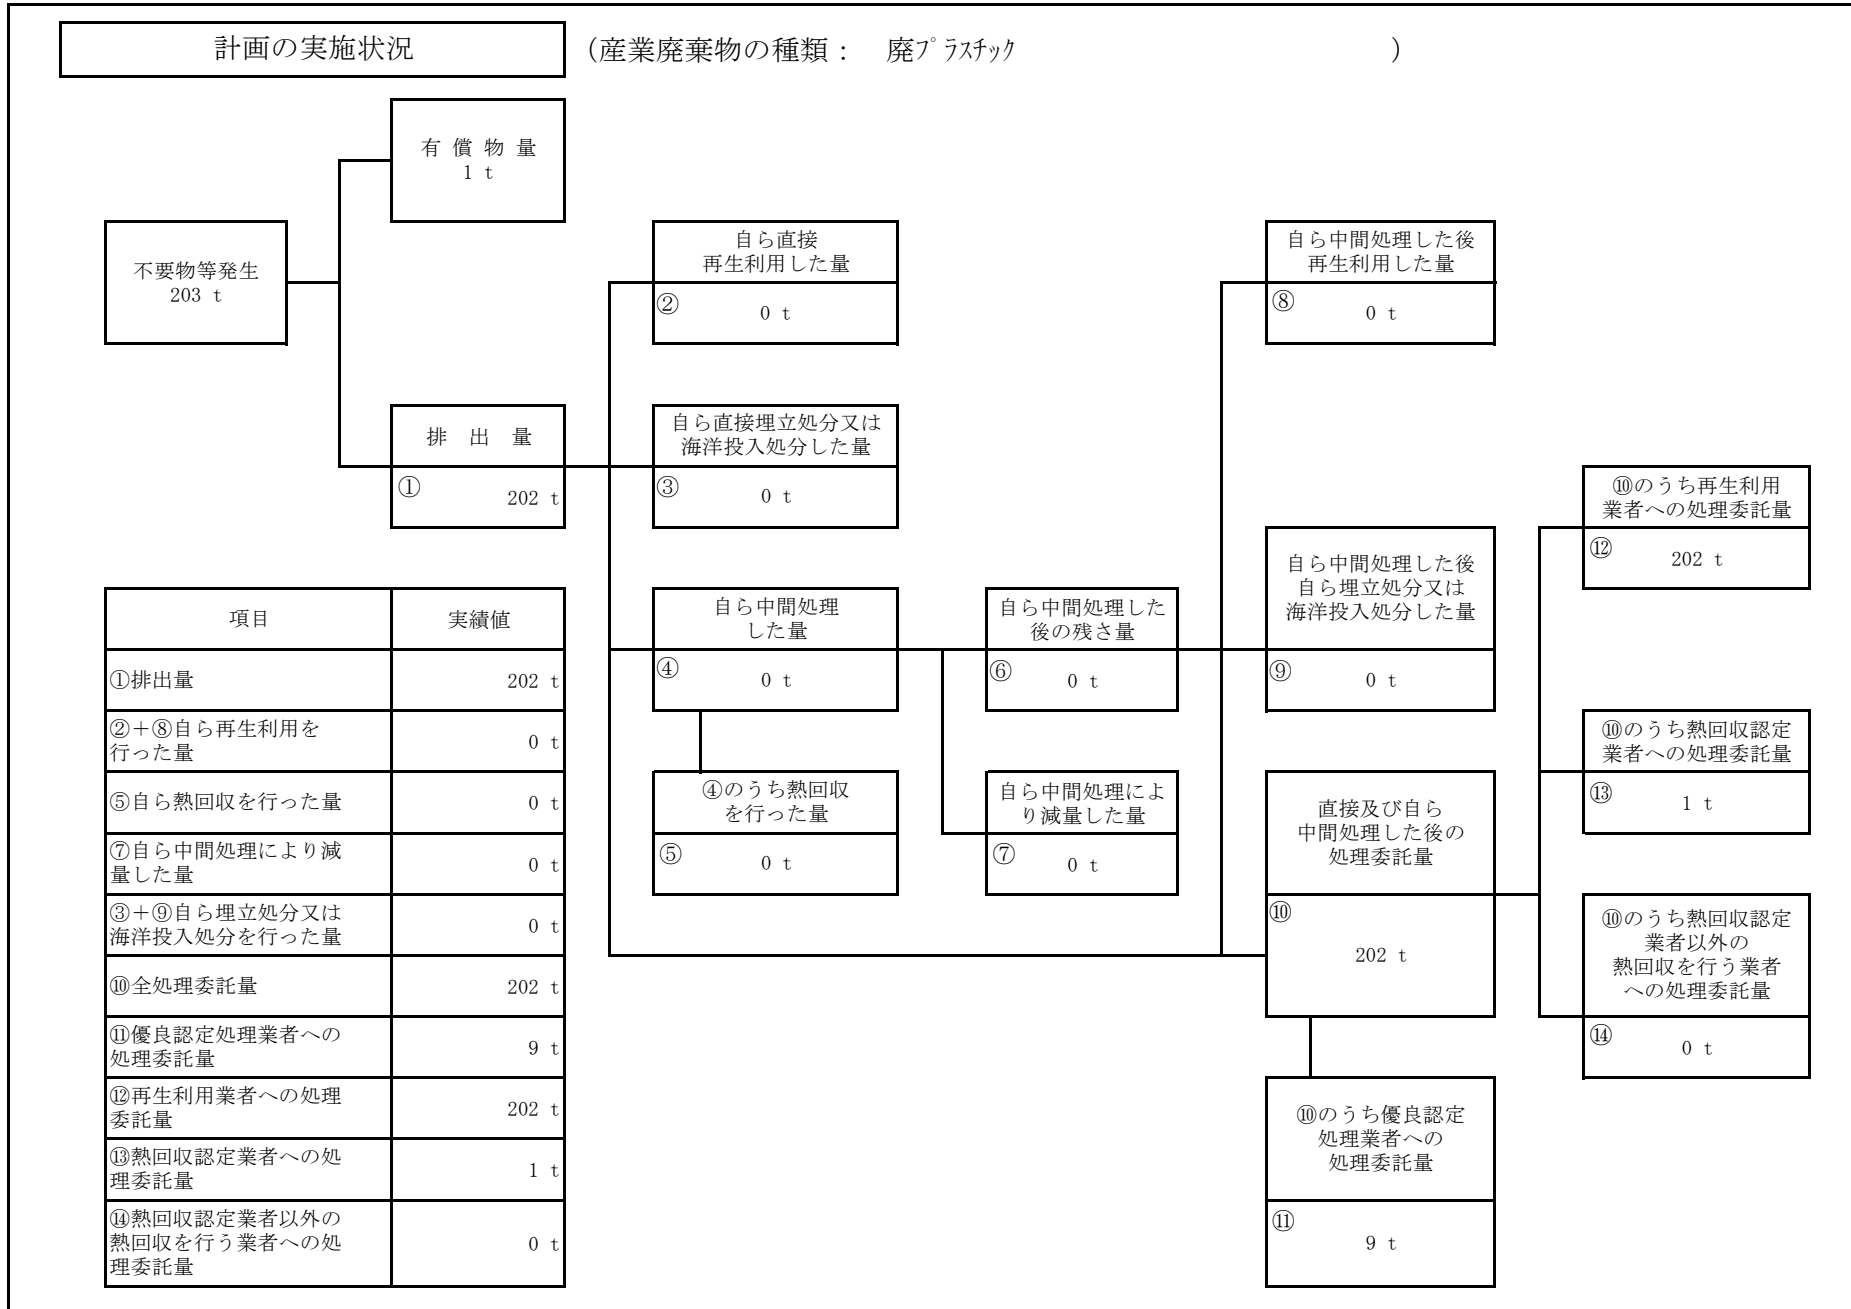 計画の実施状況
（産業廃棄物の種類： 廃ﾌﾟﾗｽﾁｯｸ ）
有 償 物 量
1 t
不要物等発生
203 t
排 出 量
① 202 t
自ら直接
再生利用した量
② 0 t
自ら直接埋立処分又は
海洋投入処分した量
③ 0 t
自ら中間処理
した量
④ 0 t
④のうち熱回収
を行った量
⑤ 0 t
自ら中間処理した
後の残さ量
⑥ 0 t
自ら中間処理によ
り減量した量
⑦ 0 t
自ら中間処理した後
再生利用した量
⑧ 0 t
自ら中間処理した後
自ら埋立処分又は
海洋投入処分した量
⑨ 0 t
直接及び自ら
中間処理した後の
処理委託量
⑩
202 t
⑩のうち優良認定
処理業者への
処理委託量
⑪
9 t
⑩のうち再生利用
業者への処理委託量
⑫ 202 t
⑩のうち熱回収認定
業者への処理委託量
⑬ 1 t
⑩のうち熱回収認定
業者以外の
熱回収を行う業者
への処理委託量
⑭ 0 t
項目 実績値
①排出量 202 t
②＋⑧自ら再生利用を
行った量 0 t
⑤自ら熱回収を行った量 0 t
⑦自ら中間処理により減
量した量 0 t
③＋⑨自ら埋立処分又は
海洋投入処分を行った量 0 t
⑩全処理委託量 202 t
⑪優良認定処理業者への
処理委託量 9 t
⑫再生利用業者への処理
委託量 202 t
⑬熱回収認定業者への処
理委託量 1 t
⑭熱回収認定業者以外の
熱回収を行う業者への処
理委託量 0 t